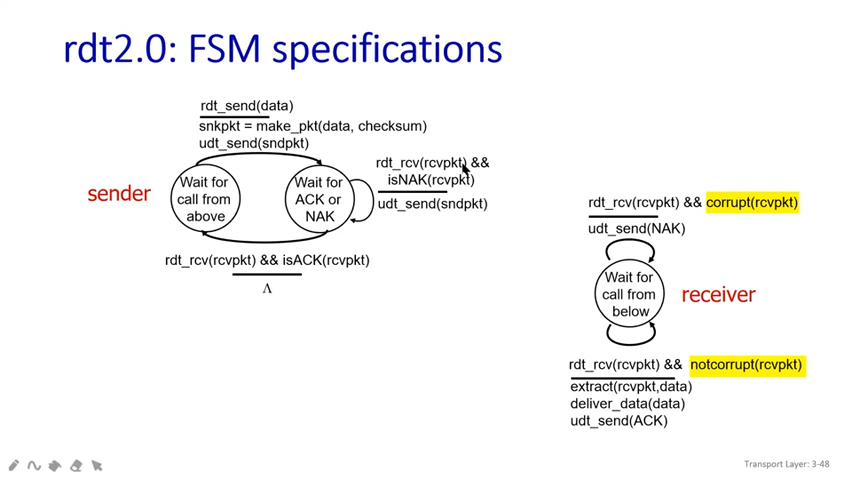 rdt2.0: FSM specifications
rdt_send(data)
snkpkt = make_pkt(data, checksum)
udt_send(sndpkt)
sender
Wait for
call from
above
Wait for
ACK or
NAK
rdt_rcv(rcvpkt) &&
isNAK(rcvpkt)
udt_send(sndpkt)
rdt_rcv(rcvpkt) && isACK(rcvpkt)
Λ
rdt_rcv(rcvpkt) && corrupt(rcvpkt)
udt_send(NAK)
Wait for
call from
below
receiver
rdt_rcv(rcvpkt) && notcorrupt(rcvpkt)
extract(rcvpkt,data)
deliver_data(data)
udt_send(ACK)
Transport Layer: 3-48